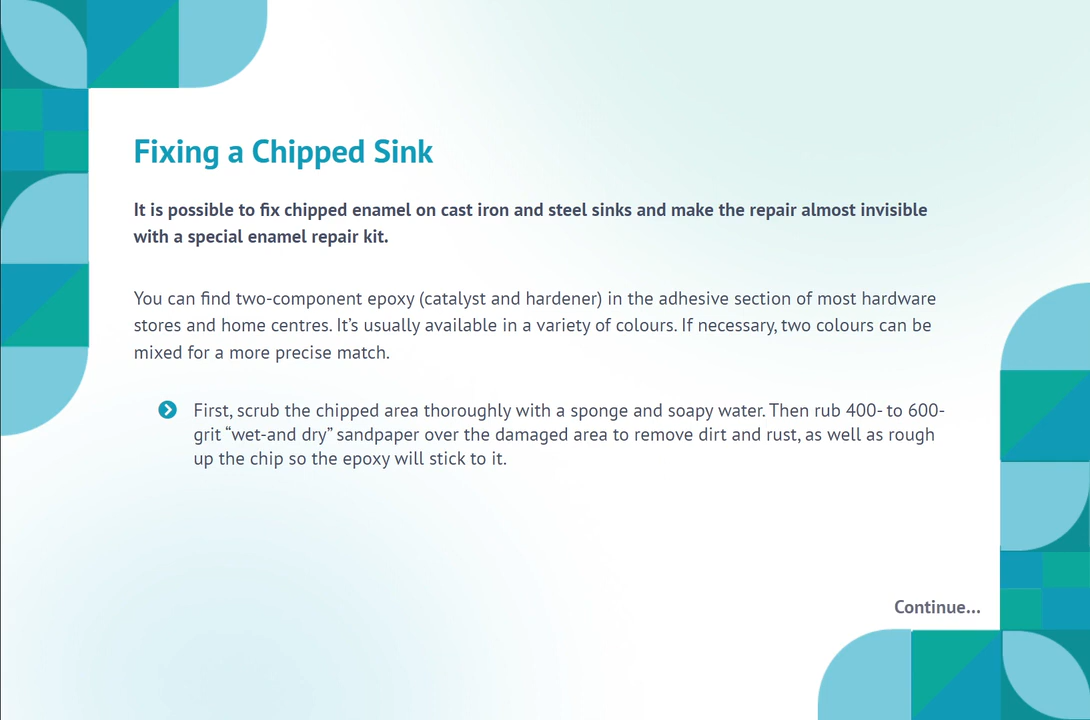 Fixing a Chipped Sink
It is possible to fix chipped enamel on cast iron and steel sinks and make the repair almost invisible
with a special enamel repair kit.
You can find two-component epoxy (catalyst and hardener) in the adhesive section of most hardware
stores and home centres. It’s usually available in a variety of colours. If necessary, two colours can be
mixed for a more precise match.
First, scrub the chipped area thoroughly with a sponge and soapy water. Then rub 400- to 600-
grit “wet-and dry” sandpaper over the damaged area to remove dirt and rust, as well as rough
up the chip so the epoxy will stick to it.
Continue...